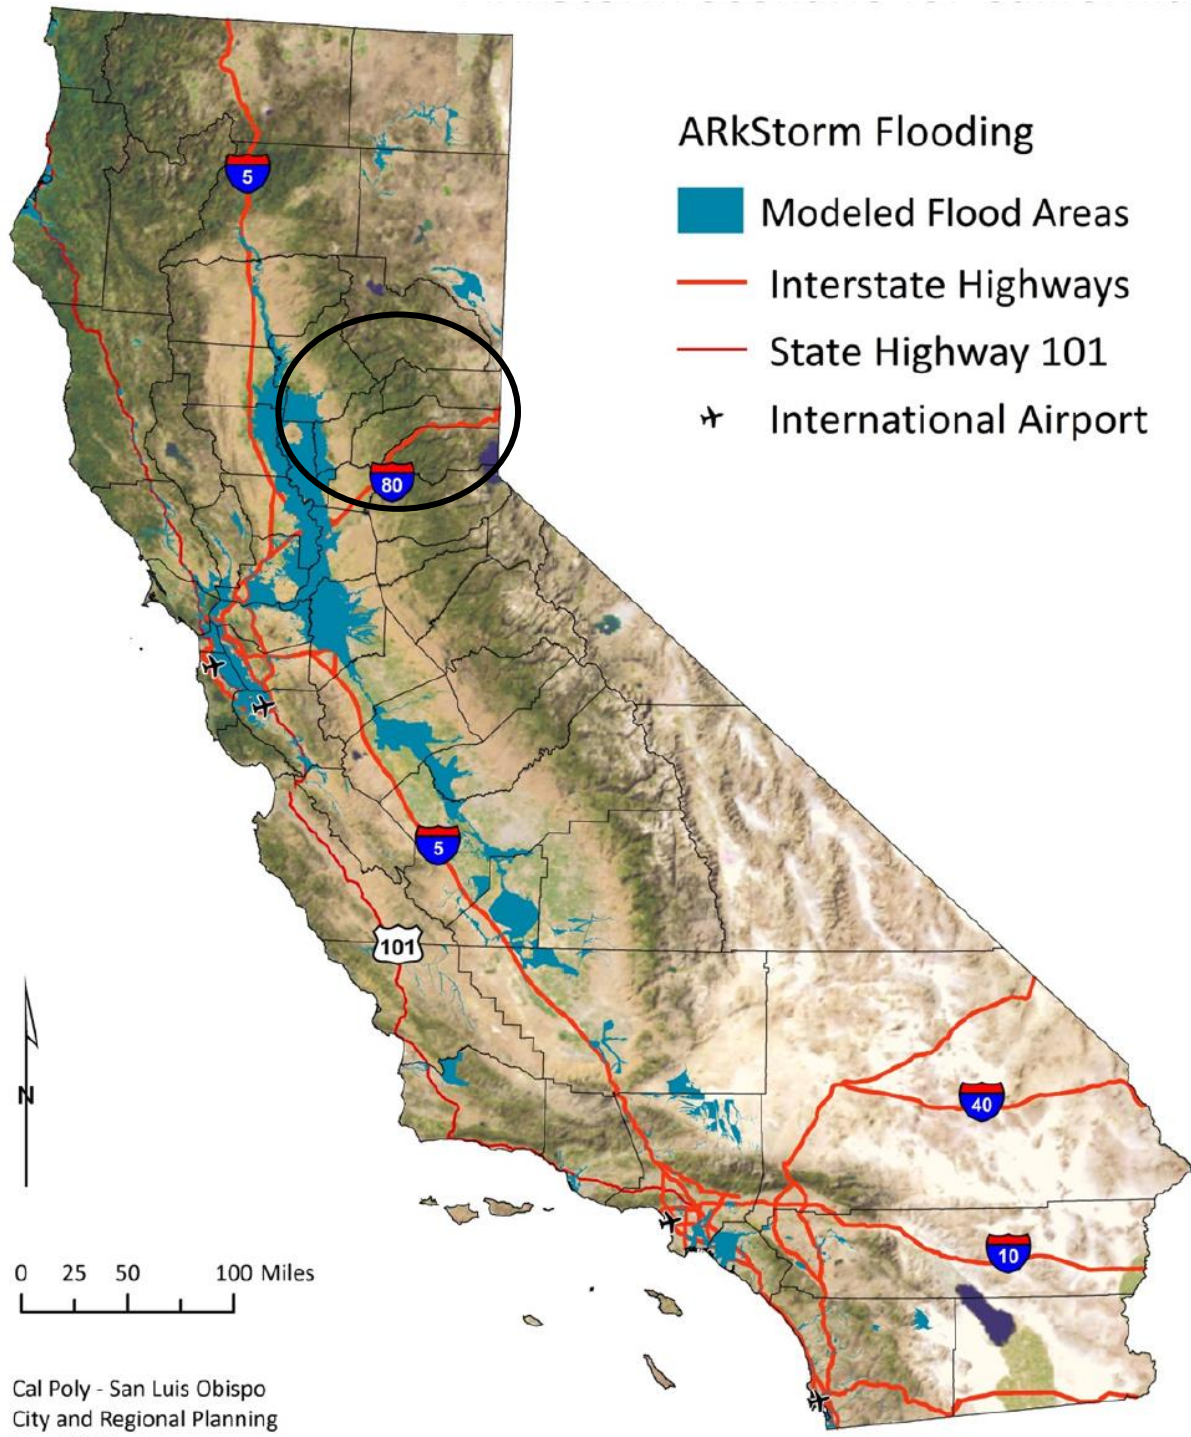 ARkStorm Flooding
Modeled Flood Areas
Interstate Highways
State Highway 101
International Airport
5
80
5
101
N
40
10
0 25 50 100 Miles
Cal Poly - San Luis Obispo
City and Regional Planning